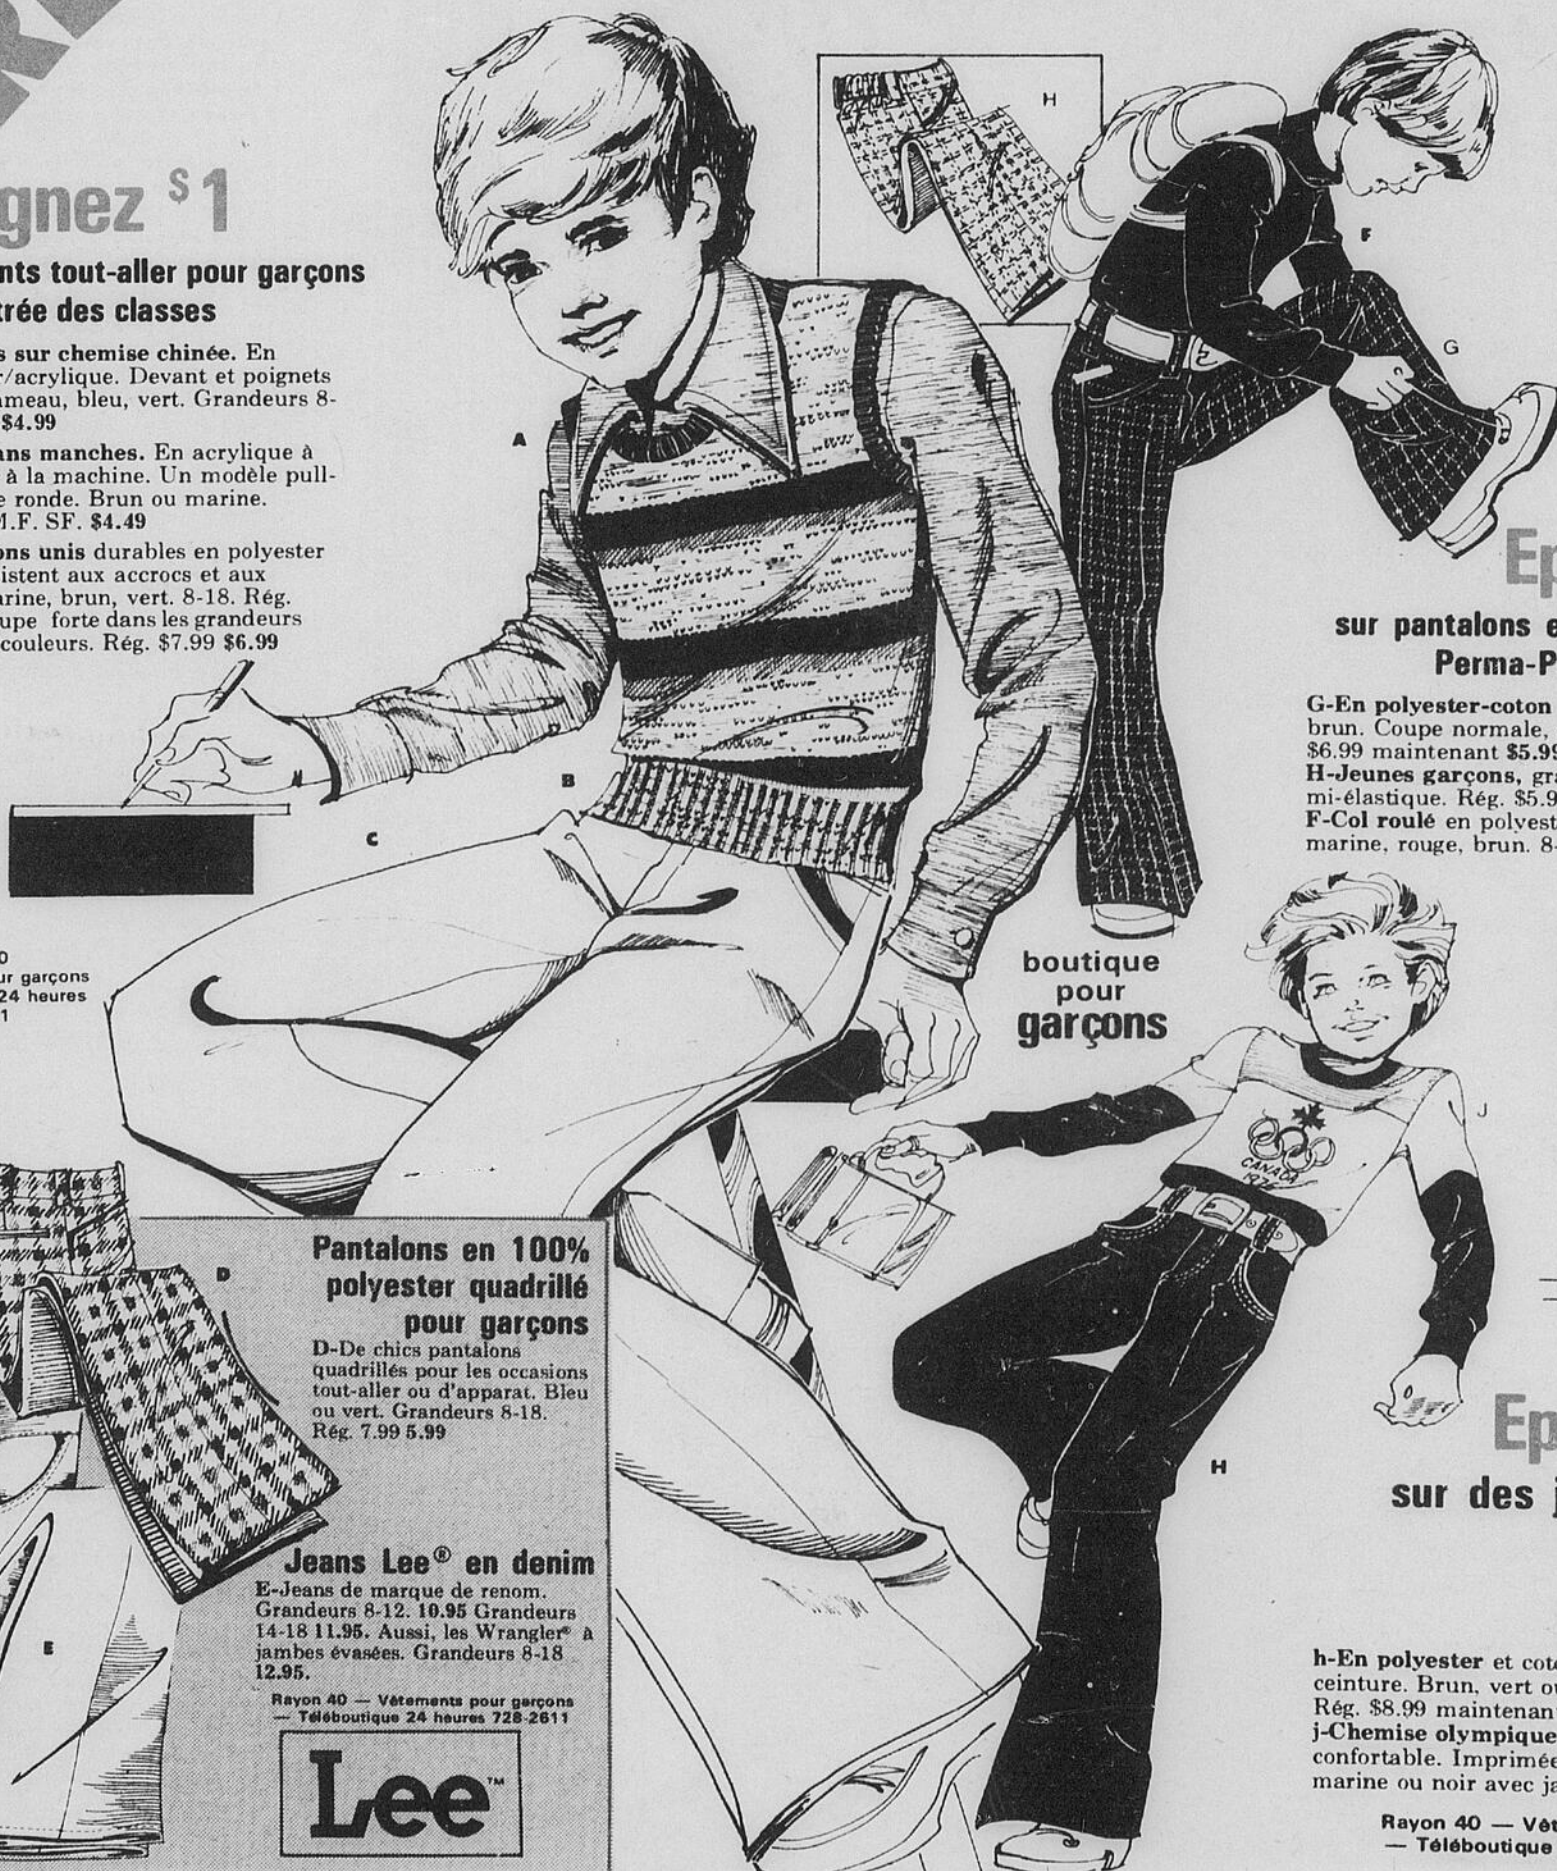 gnez $1
nts tout-aller pour garçons
trée des classes
s sur chemise chinée. En
r/acrylique. Devant et poignets
ameau, bleu, vert. Grandeurs 8-
$4.99
ans manches. En acrylique à
à la machine. Un modèle pull-
e ronde. Brun ou marine.
M.F. SF. $4.49
ons unis durables en polyester
istent aux accrocs et aux
arine, brun, vert. 8-18. Rég.
upe forte dans les grandeurs
couleurs. Rég. $7.99 $6.99
0
ur garçons
24 heures
1
A
B
C
H
F
G
Ep
sur pantalons e
Perma-P
G-En polyester-coton
brun. Coupe normale,
$6.99 maintenant $5.99
H-Jeunes garçons, gra
mi-élastique. Rég. $5.9
F-Col roulé en polyest
marine, rouge, brun. 8-
boutique
pour
garçons
J
CANADA
1976
H
D
Pantalons en 100%
polyester quadrillé
pour garçons
D-De chics pantalons
quadrillés pour les occasions
tout-aller ou d'apparat. Bleu
ou vert. Grandeurs 8-18.
Rég. 7.99 5.99
Jeans Lee® en denim
E-Jeans de marque de renom.
Grandeurs 8-12. 10.95 Grandeurs
14-18 11.95. Aussi, les Wrangler® à
jambes évasées. Grandeurs 8-18
12.95.
E
Rayon 40 — Vêtements pour garçons
— Téléboutique 24 heures 728-2611
Lee™
Ep
sur des j
h-En polyester et coto
ceinture. Brun, vert ou
Rég. $8.99 maintenan
j-Chemise olympique
confortable. Imprimée
marine ou noir avec ja
Rayon 40 — Vêt
— Téléboutique